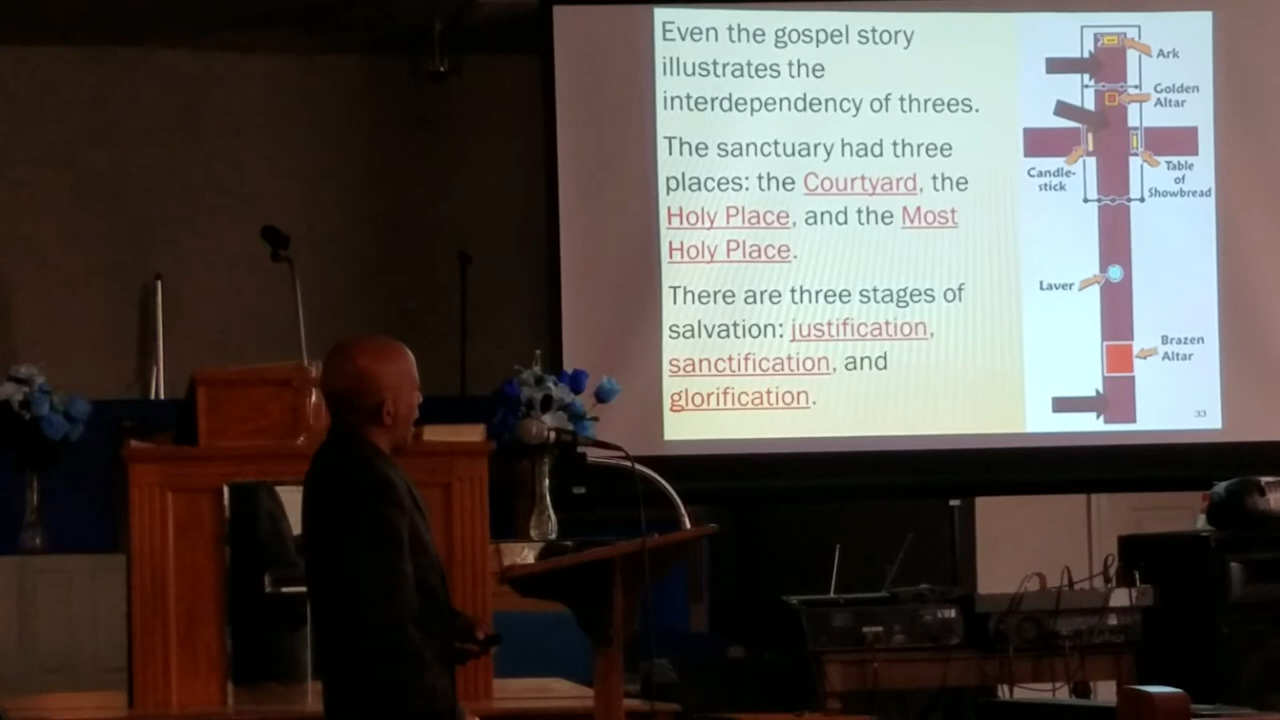 Even the gospel story
illustrates the
interdependency of threes.
The sanctuary had three
places: the Courtyard, the
Holy Place, and the Most
Holy Place.
There are three stages of
salvation: justification,
sanctification, and
glorification.
Ark
Golden
Altar
Candle-
stick
Table
of
Showbread
Laver
Brazen
Altar
33